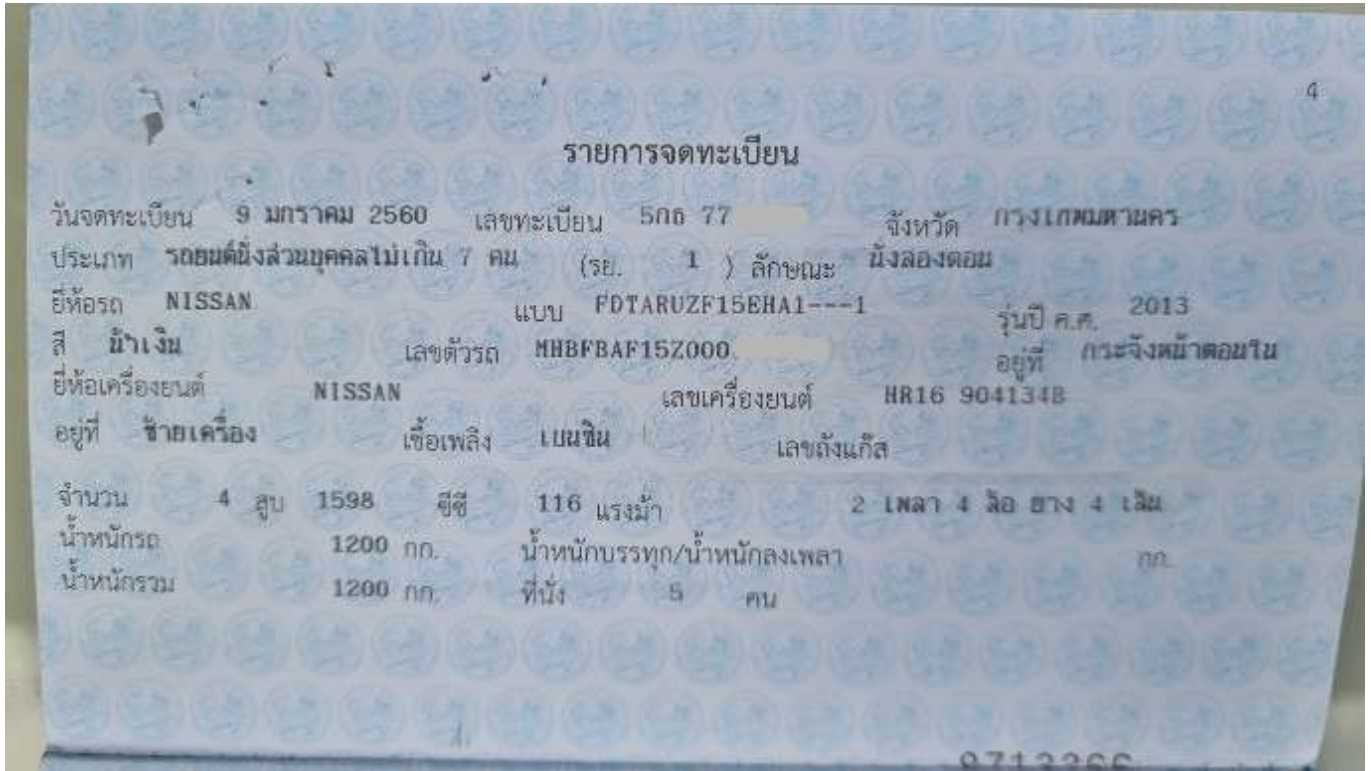 4
รายการจดทะเบียน
วันจดทะเบียน 9 มกราคม 2560 เลขทะเบียน 5กธ 77 จังหวัด กรุงเทพมหานคร
ประเภท รถยนต์นั่งส่วนบุคคลไม่เกิน 7 คน (รย. 1 ) ลักษณะ นั่งสองตอน
ยี่ห้อรถ NISSAN แบบ FDTARUZF15EHA1---1 รุ่นปี ค.ศ. 2013
สี น้ำเงิน เลขตัวรถ MHBFBAF15Z000 อยู่ที่ กระจังหน้าตอนใน
ยี่ห้อเครื่องยนต์ NISSAN เลขเครื่องยนต์ HR16 904134B
อยู่ที่ ซ้ายเครื่อง เชื้อเพลิง เบนซิน เลขถังแก๊ส
จำนวน 4 สูบ 1598 ซีซี 116 แรงม้า 2 เพลา 4 ล้อ ยาง 4 เส้น
น้ำหนักรถ 1200 กก. น้ำหนักบรรทุก/น้ำหนักลงเพลา กก.
น้ำหนักรวม 1200 กก. ที่นั่ง 5 คน